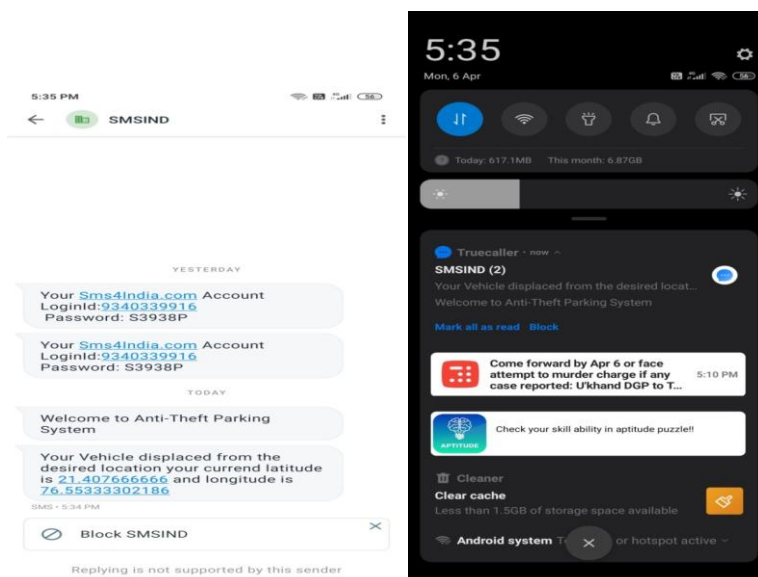 5:35 PM
56
SMSIND
YESTERDAY
Your Sms4India.com Account
LoginId:9340339916
Password: S3938P
Your Sms4India.com Account
LoginId:9340339916
Password: S3938P
TODAY
Welcome to Anti-Theft Parking
System
Your Vehicle displaced from the
desired location your currend latitude
is 21.407666666 and longitude is
76.55333302186
SMS • 5:34 PM
Block SMSIND
Replying is not supported by this sender
5:35
Mon, 6 Apr
56
Today: 617.1MB This month: 6.87GB
Truecaller • now
SMSIND (2)
Your Vehicle displaced from the desired locat...
Welcome to Anti-Theft Parking System
Mark all as read Block
Come forward by Apr 6 or face
attempt to murder charge if any
case reported: U'khand DGP to T...
5:10 PM
Check your skill ability in aptitude puzzle!!
APTITUDE
Cleaner
Clear cache
Less than 1.5GB of storage space available
Android system T or hotspot active